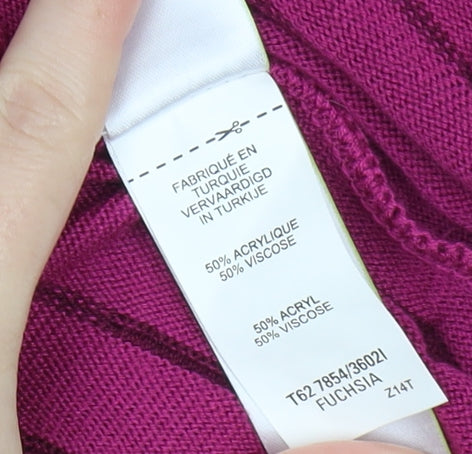 FABRIQUÉ EN
TURQUIE
VERVAARDIGD
IN TURKIJE
50% ACRYLIQUE
50% VISCOSE
50% ACRYL
50% VISCOSE
T62 7854/3602I
FUCHSIA
Z14T